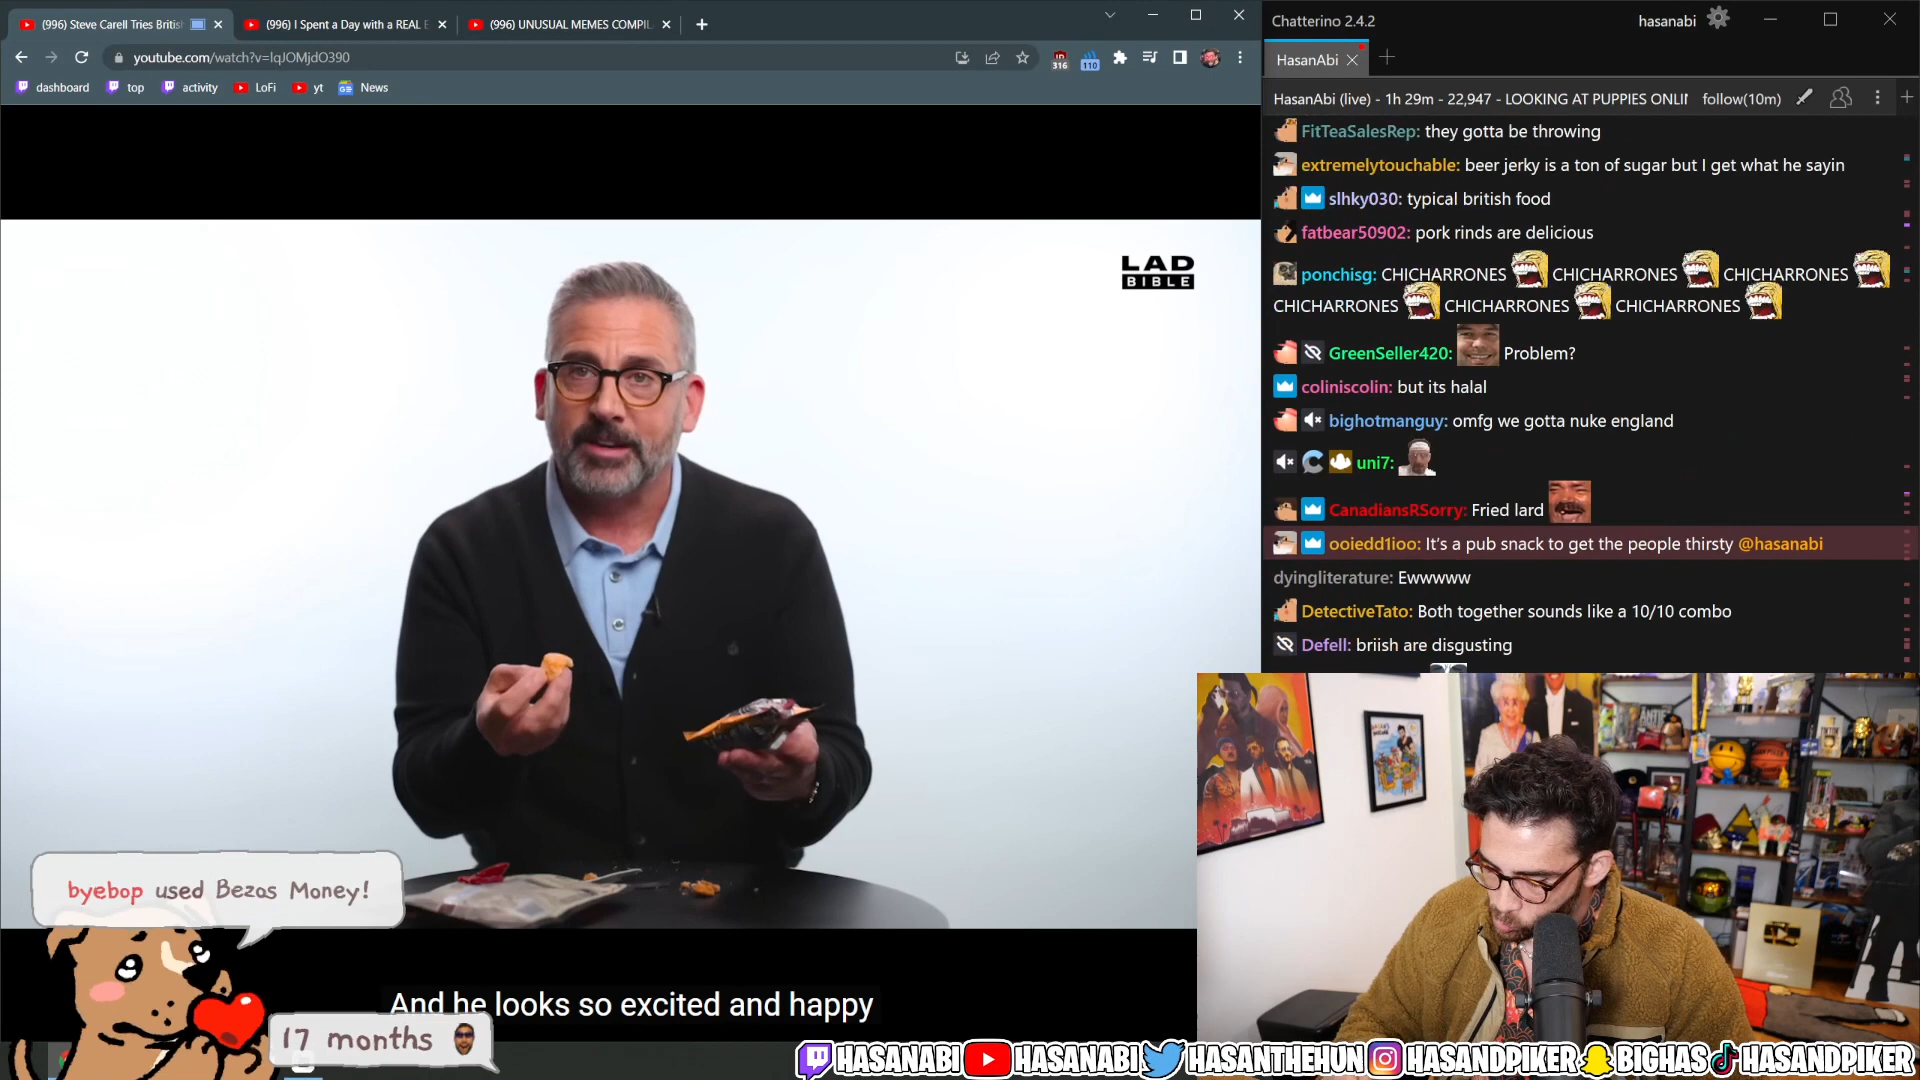 (996) Steve Carell Tries British
(996) I Spent a Day with a REAL E
(996) UNUSUAL MEMES COMPIL
youtube.com/watch?v=lqJOMjdO390
316
110
dashboard
top
activity
LoFi
yt
News
LAD
BIBLE
byebop used Bezos Money!
17 months
And he looks so excited and happy
Chatterino 2.4.2
hasanabi
HasanAbi
HasanAbi (live) - 1h 29m - 22,947 - LOOKING AT PUPPIES ONLI
follow(10m)
FitTeaSalesRep: they gotta be throwing
extremelytouchable: beer jerky is a ton of sugar but I get what he sayin
slhky030: typical british food
fatbear50902: pork rinds are delicious
ponchisg: CHICHARRONES CHICHARRONES CHICHARRONES
CHICHARRONES CHICHARRONES CHICHARRONES
GreenSeller420: Problem?
coliniscolin: but its halal
bighotmanguy: omfg we gotta nuke england
uni7:
CanadiansRSorry: Fried lard
ooiedd1ioo: It's a pub snack to get the people thirsty @hasanabi
dyingliterature: Ewwwww
DetectiveTato: Both together sounds like a 10/10 combo
Defell: briish are disgusting
HASANABI HASANABI HASANTHEHUN HASANDPIKER BIGHAS HASANDPIKER